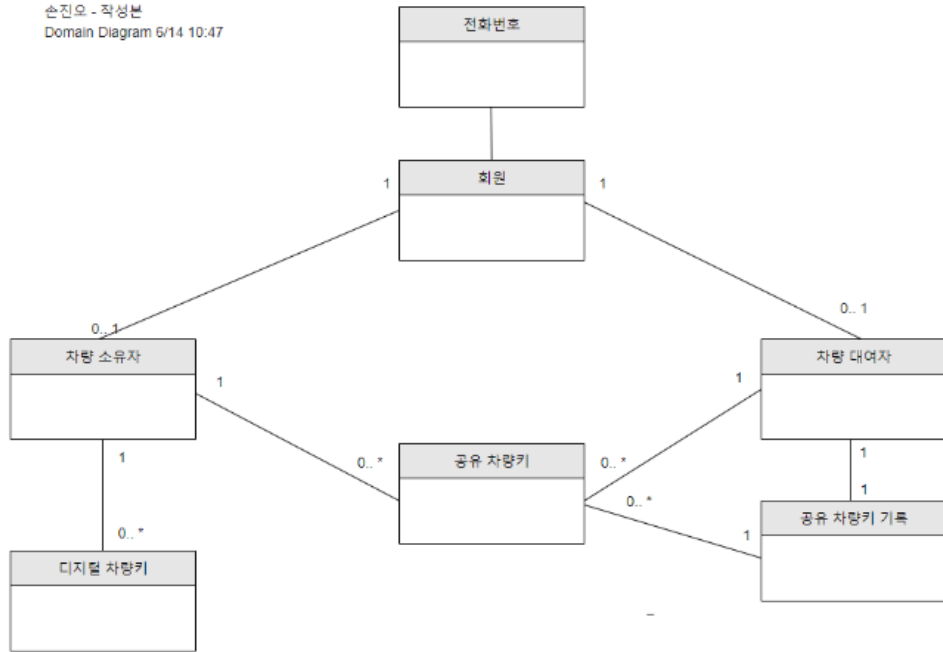 손진오 - 작성본
Domain Diagram 6/14 10:47
전화번호
회원
1
1
0.. 1
0.. 1
차량 소유자
차량 대여자
1
1
공유 차량키
0.. *
0.. *
1
1
0.. *
1
공유 차량키 기록
0.. *
1
디지털 차량키